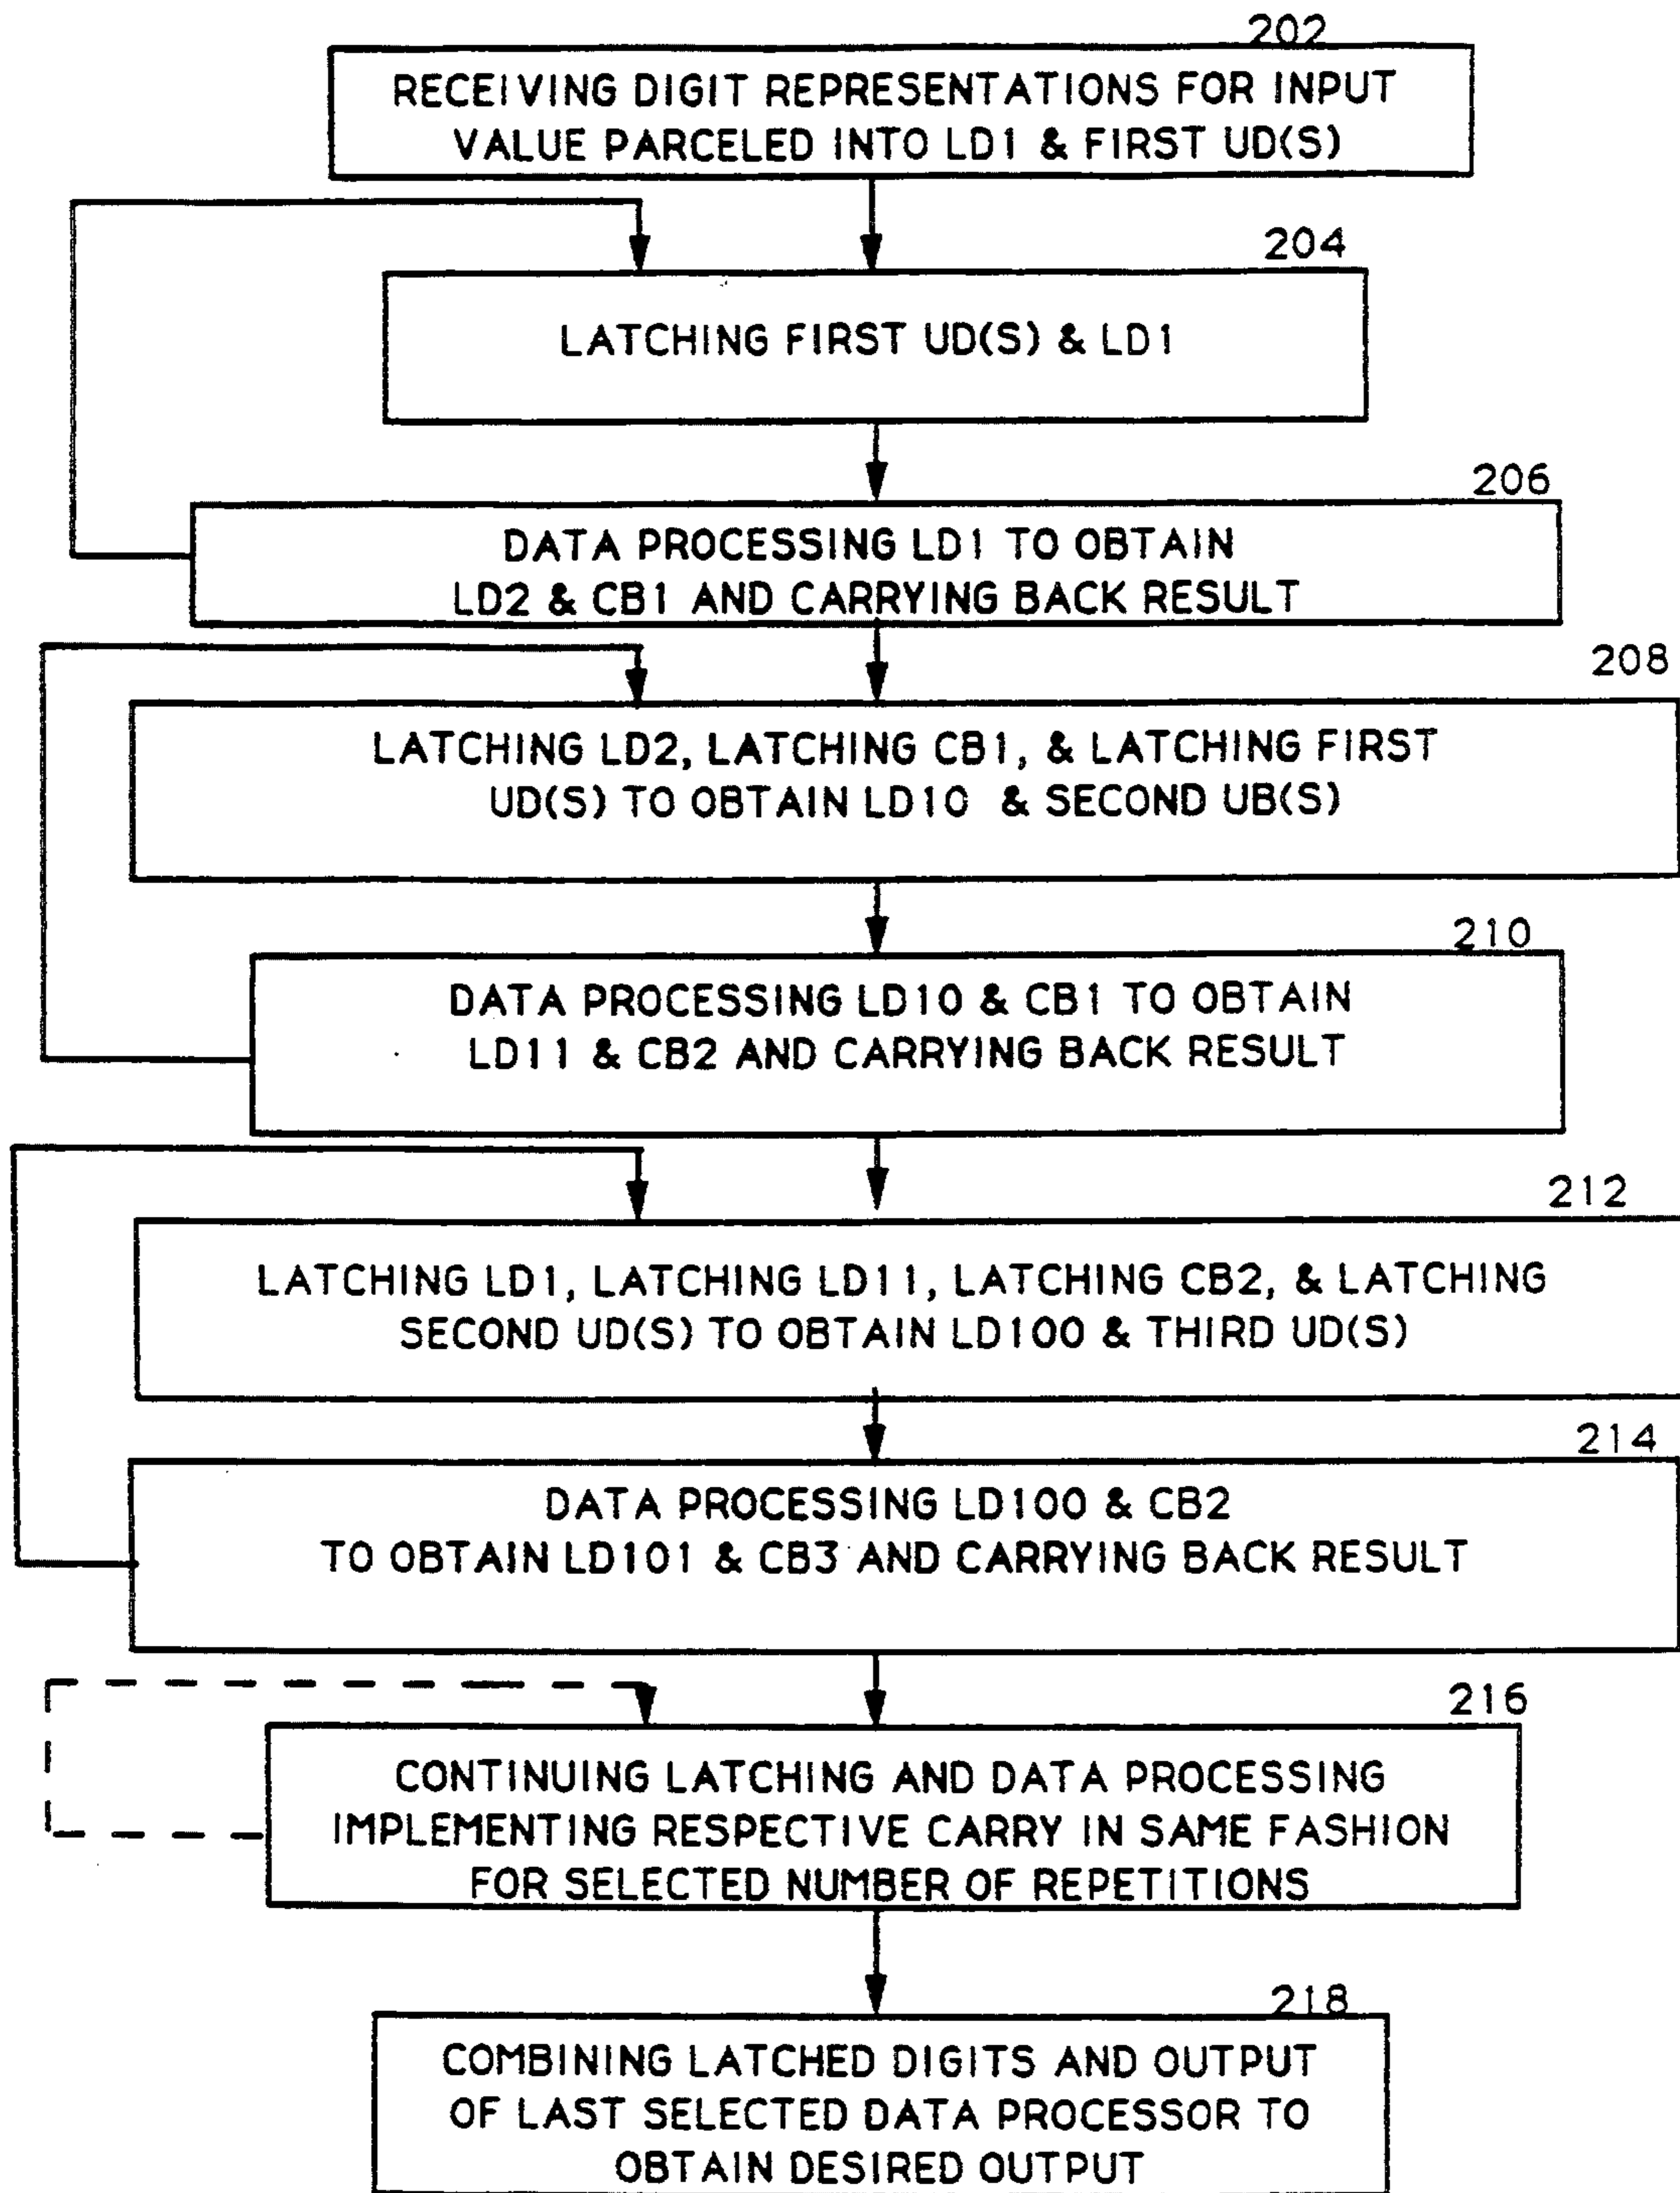 202
RECEIVING DIGIT REPRESENTATIONS FOR INPUT
VALUE PARCELED INTO LD1 & FIRST UD(S)
204
LATCHING FIRST UD(S) & LD1
206
DATA PROCESSING LD1 TO OBTAIN
LD2 & CB1 AND CARRYING BACK RESULT
208
LATCHING LD2, LATCHING CB1, & LATCHING FIRST
UD(S) TO OBTAIN LD10 & SECOND UB(S)
210
DATA PROCESSING LD10 & CB1 TO OBTAIN
LD11 & CB2 AND CARRYING BACK RESULT
212
LATCHING LD1, LATCHING LD11, LATCHING CB2, & LATCHING
SECOND UD(S) TO OBTAIN LD100 & THIRD UD(S)
214
DATA PROCESSING LD100 & CB2
TO OBTAIN LD101 & CB3 AND CARRYING BACK RESULT
216
CONTINUING LATCHING AND DATA PROCESSING
IMPLEMENTING RESPECTIVE CARRY IN SAME FASHION
FOR SELECTED NUMBER OF REPETITIONS
218
COMBINING LATCHED DIGITS AND OUTPUT
OF LAST SELECTED DATA PROCESSOR TO
OBTAIN DESIRED OUTPUT